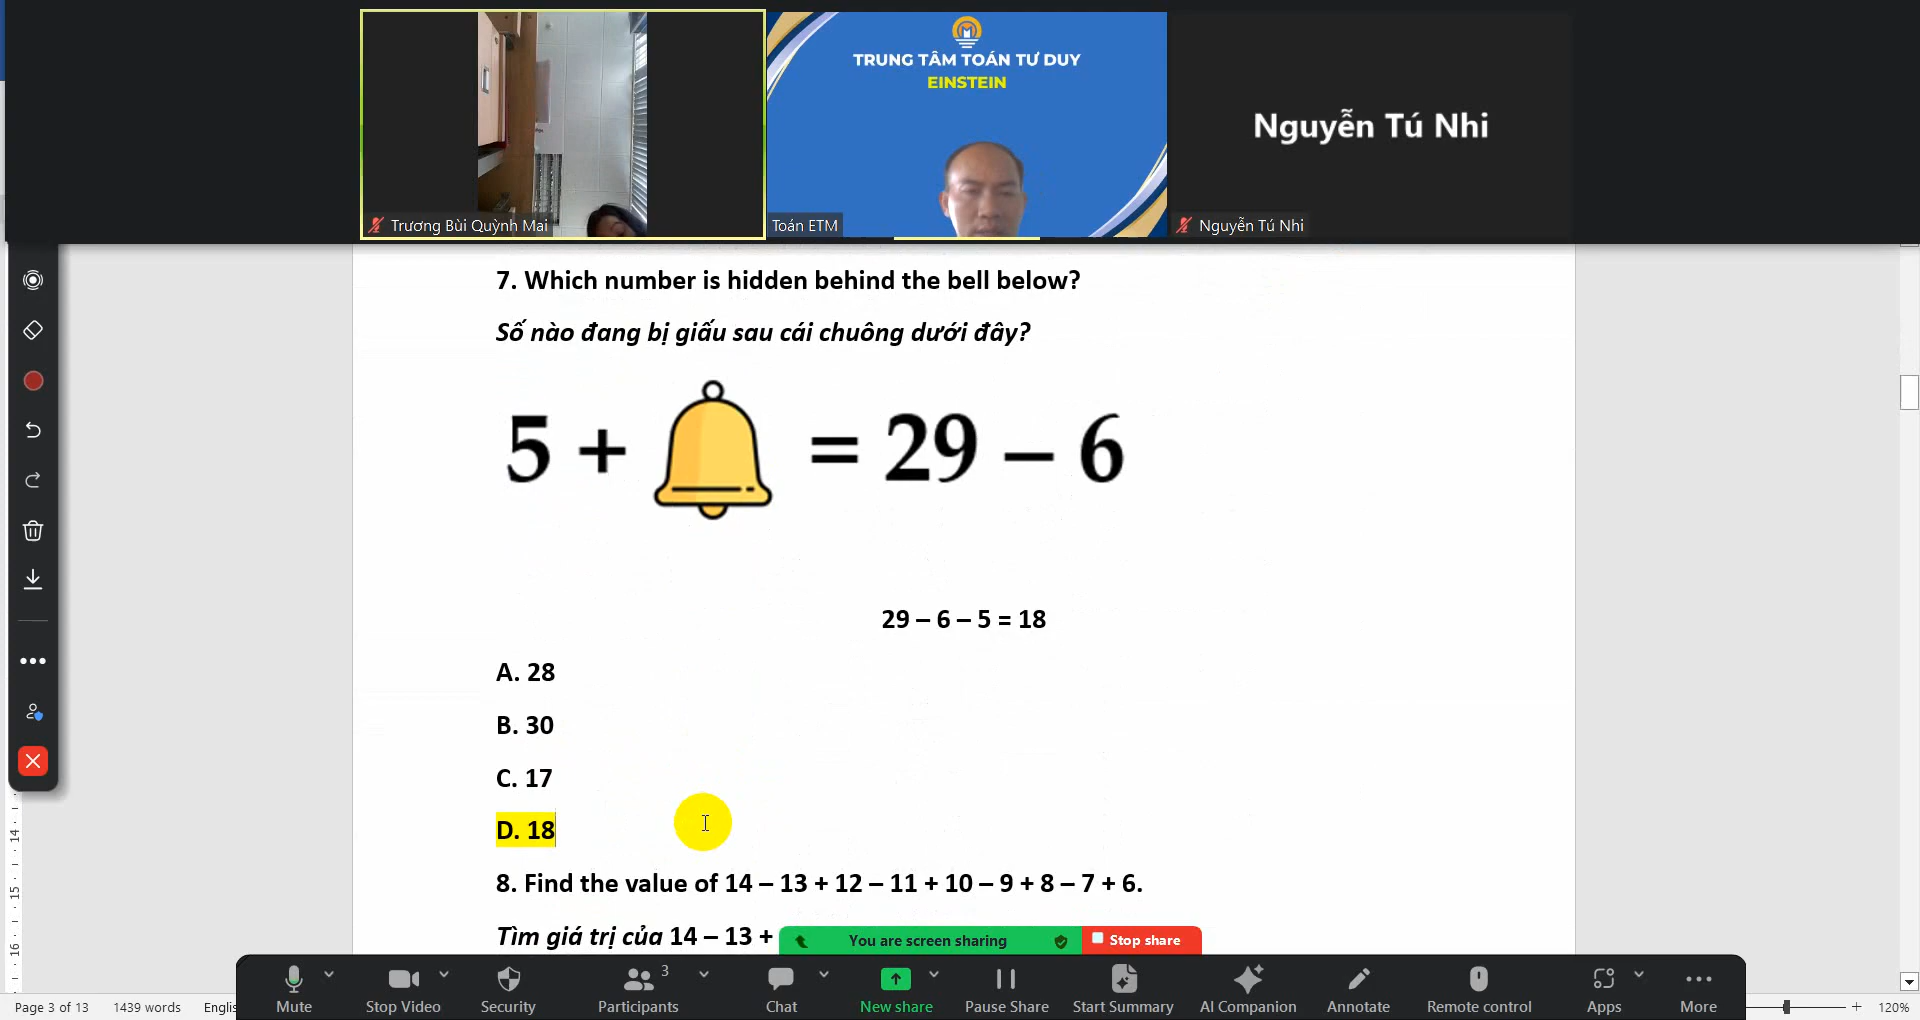 TRUNG TÂM TOÁN TƯ DUY
EINSTEIN
Nguyễn Tú Nhi
Trương Bùi Quỳnh Mai
Toán ETM
Nguyễn Tú Nhi
7. Which number is hidden behind the bell below?
Số nào đang bị giấu sau cái chuông dưới đây?
5 + = 29 – 6
29 – 6 – 5 = 18
A. 28
B. 30
C. 17
D. 18
8. Find the value of 14 – 13 + 12 – 11 + 10 – 9 + 8 – 7 + 6.
Tìm giá trị của 14 – 13 +
You are screen sharing
Stop share
14
15
16
Mute
Stop Video
Security
3
Participants
Chat
New share
Pause Share
Start Summary
AI Companion
Annotate
Remote control
Apps
More
Page 3 of 13
1439 words
120%